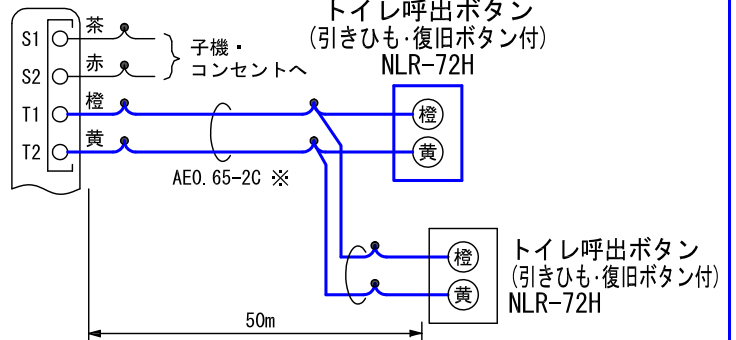 トイレ呼出ボタン
(引きひも・復旧ボタン付)
NLR-72H
S1
茶
S2
赤
子機・
コンセントへ
T1
橙
橙
T2
黄
黄
AE0.65-2C ※
橙
黄
トイレ呼出ボタン
(引きひも・復旧ボタン付)
NLR-72H
50m